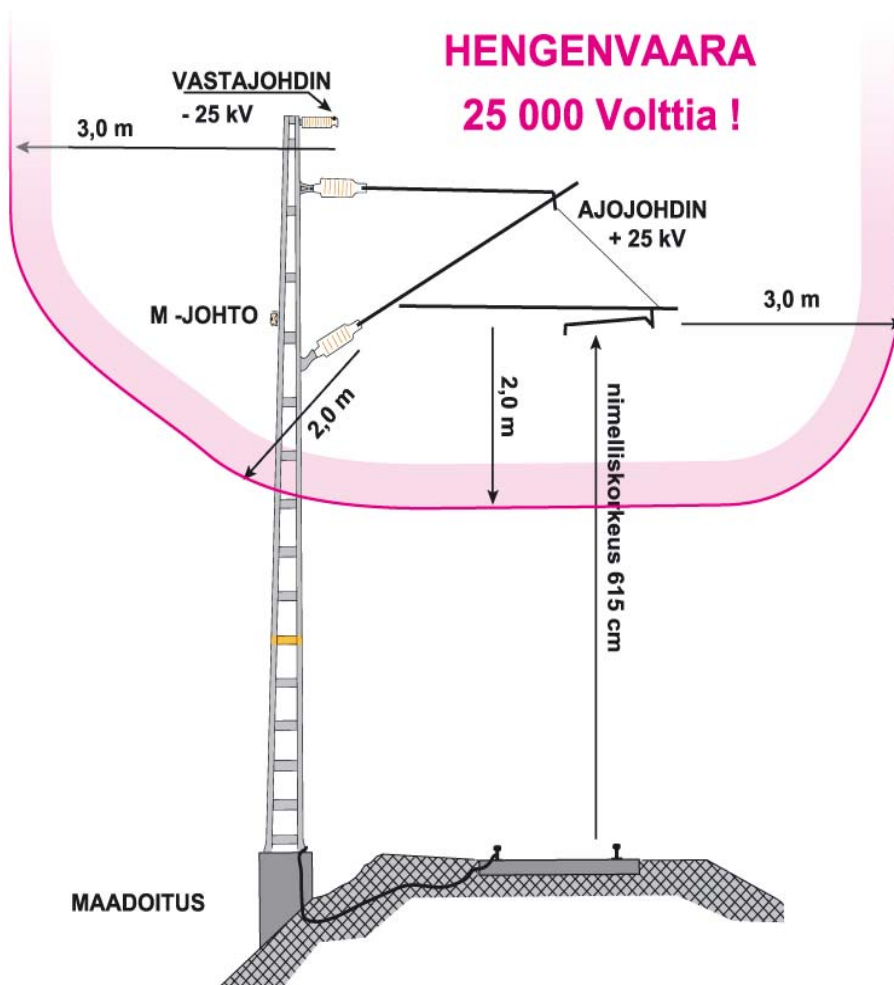 HENGENVAARA
25 000 Volttia !
VASTAJOHDIN
- 25 kV
3,0 m
AJOJOHDIN
+ 25 kV
M -JOHTO
3,0 m
2,0 m
2,0 m
nimelliskorkeus 615 cm
MAADOITUS